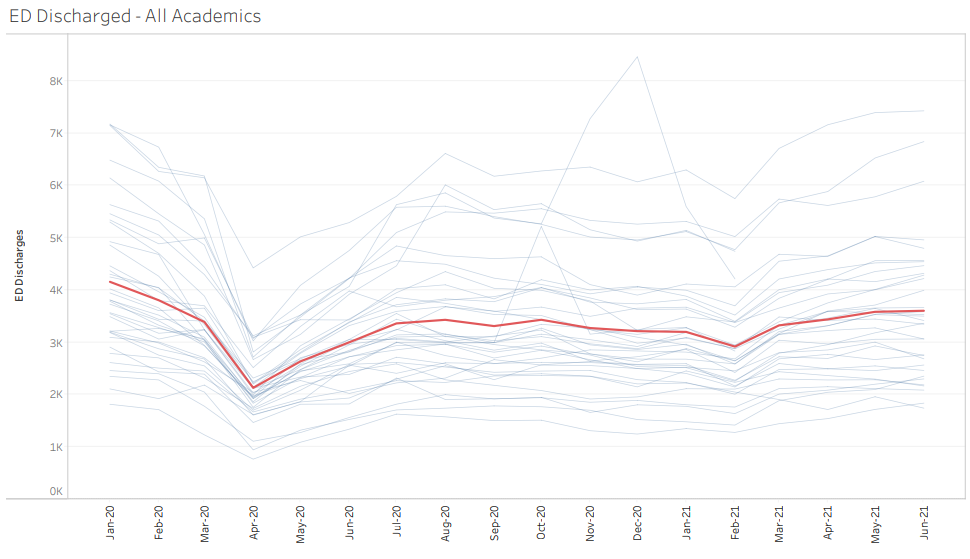 ED Discharged - All Academics
8K
7K
6K
5K
4K
3K
2K
1K
0K
ED Discharges
Jan-20
Feb-20
Mar-20
Apr-20
May-20
Jun-20
Jul-20
Aug-20
Sep-20
Oct-20
Nov-20
Dec-20
Jan-21
Feb-21
Mar-21
Apr-21
May-21
Jun-21